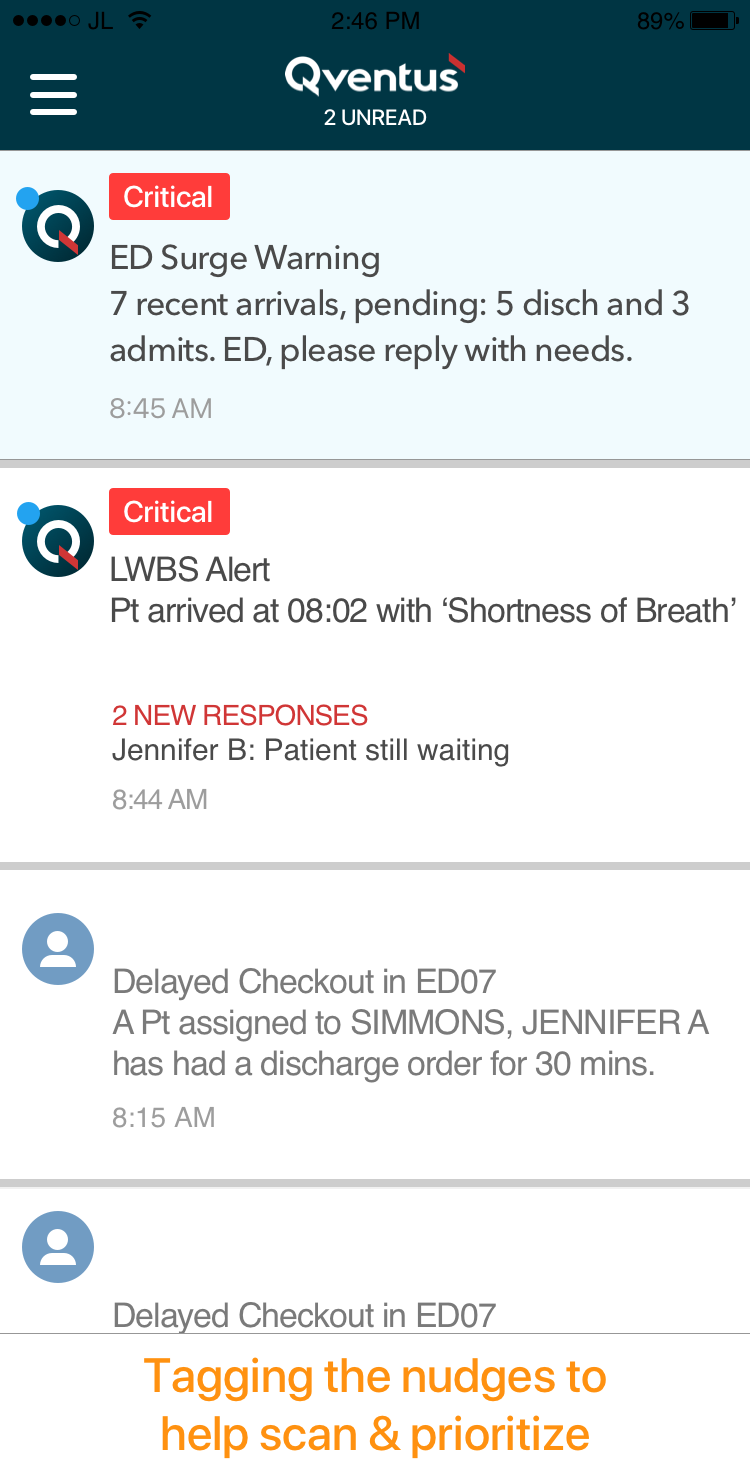 JL 2:46 PM 89%
Qventus
2 UNREAD
Critical
ED Surge Warning
7 recent arrivals, pending: 5 disch and 3
admits. ED, please reply with needs.
8:45 AM
Critical
LWBS Alert
Pt arrived at 08:02 with ‘Shortness of Breath’
2 NEW RESPONSES
Jennifer B: Patient still waiting
8:44 AM
Delayed Checkout in ED07
A Pt assigned to SIMMONS, JENNIFER A
has had a discharge order for 30 mins.
8:15 AM
Delayed Checkout in ED07
Tagging the nudges to
help scan & prioritize